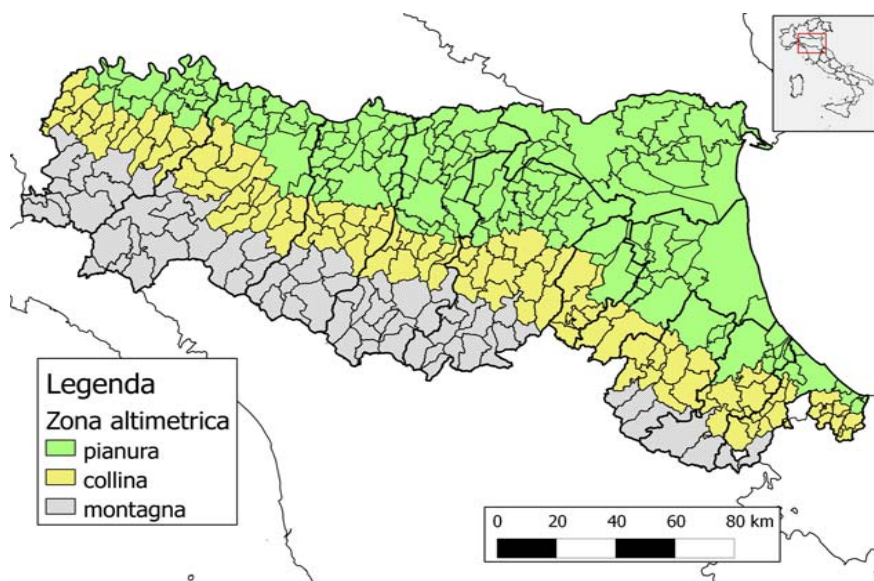 Legenda
Zona altimetrica
pianura
collina
montagna
0 20 40 60 80 km